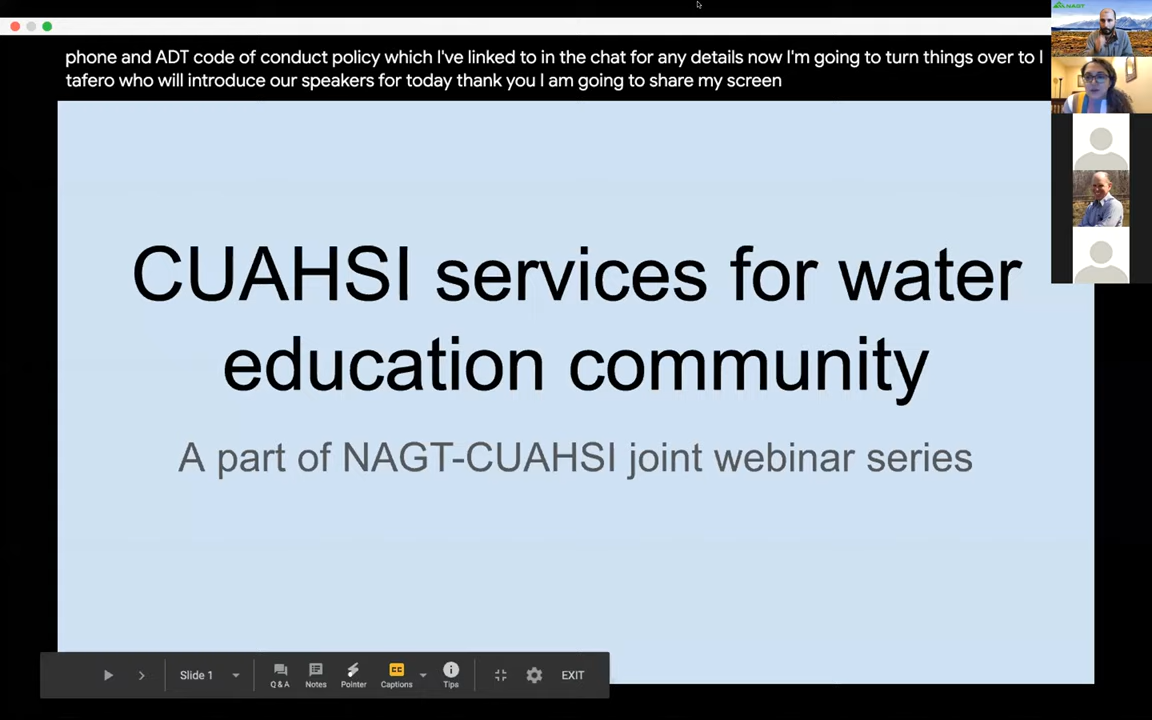 NAGT
phone and ADT code of conduct policy which I've linked to in the chat for any details now I'm going to turn things over to I
tafero who will introduce our speakers for today thank you I am going to share my screen
CUAHSI services for water
education community
A part of NAGT-CUAHSI joint webinar series
Slide 1
Q & A
Notes
Pointer
CC
Captions
Tips
EXIT